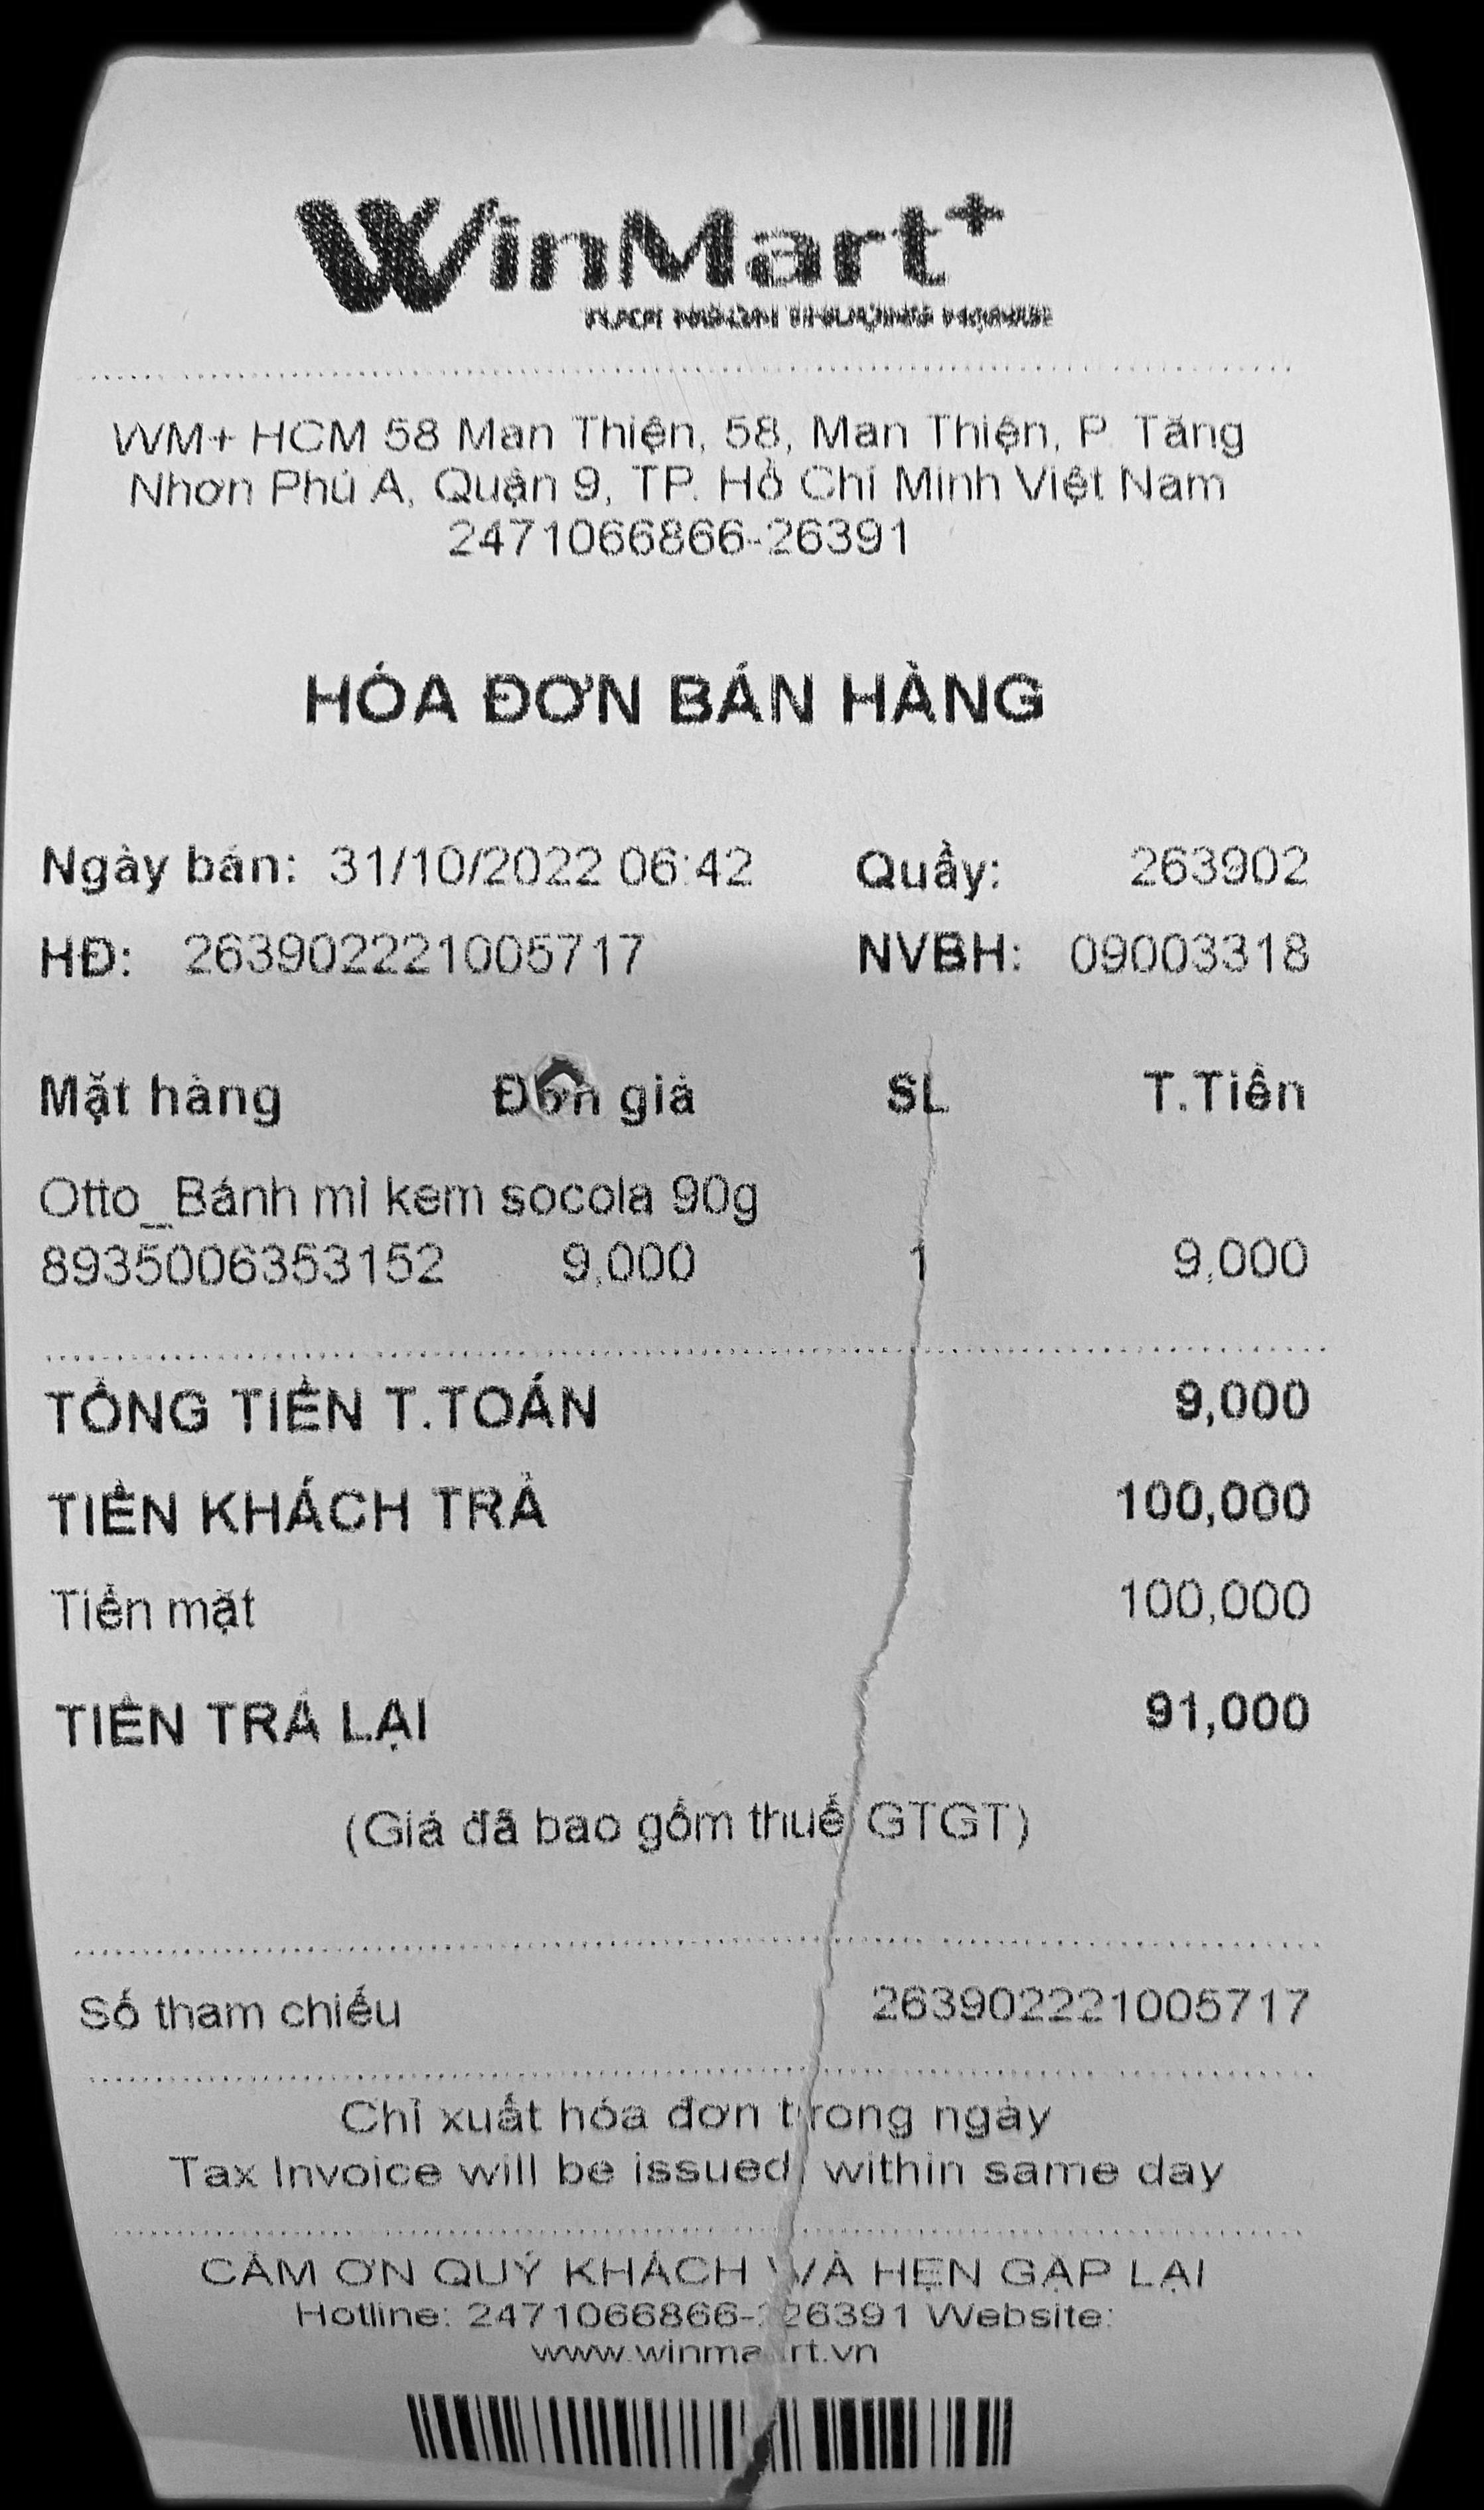 WinMart+
WM+ HCM 58 Man Thiện, 58, Man Thiện, P. Tăng
Nhơn Phú A, Quận 9, TP. Hồ Chí Minh Việt Nam
2471066866-26391
HÓA ĐƠN BÁN HÀNG
Ngày bán: 31/10/2022 06:42 Quầy: 263902
HĐ: 263902221005717 NVBH: 09003318
Mặt hàng Đơn giá SL T.Tiền
Otto_Bánh mì kem socola 90g
8935006353152 9,000 1 9,000
TỔNG TIỀN T.TOÁN 9,000
TIỀN KHÁCH TRẢ 100,000
Tiền mặt 100,000
TIỀN TRẢ LẠI 91,000
(Giá đã bao gồm thuế GTGT)
Số tham chiếu 263902221005717
Chỉ xuất hóa đơn trong ngày
Tax Invoice will be issued within same day
CẢM ƠN QUÝ KHÁCH VÀ HẸN GẶP LẠI
Hotline: 2471066866-26391 Website:
www.winmart.vn